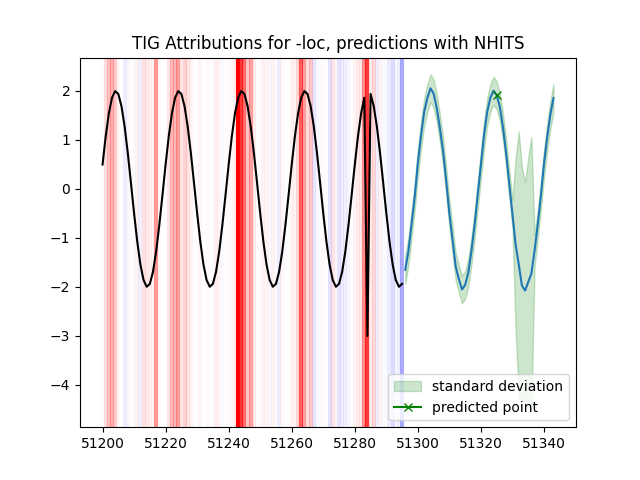 TIG Attributions for -loc, predictions with NHITS
2
1
0
−1
−2
−3
−4
standard deviation
predicted point
51200 51220 51240 51260 51280 51300 51320 51340